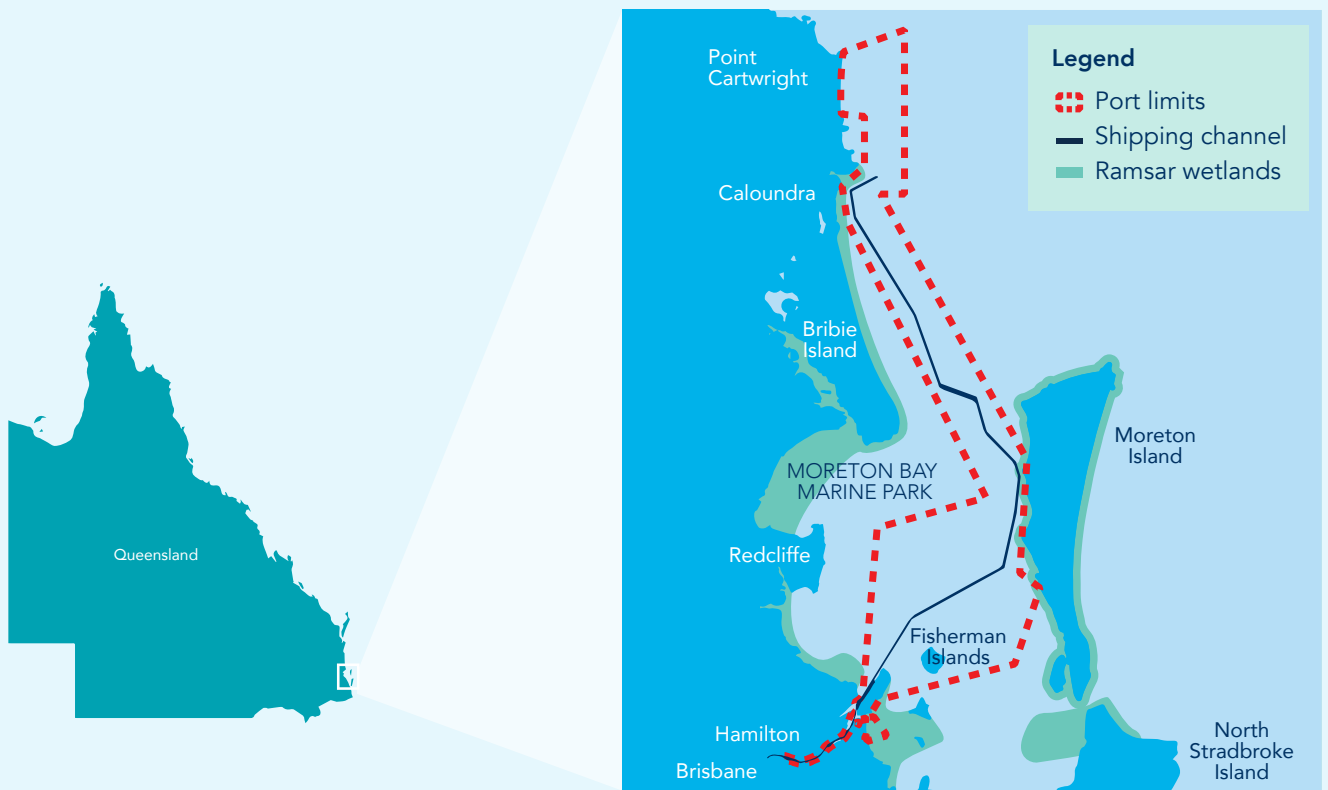 Queensland
Point
Cartwright
Caloundra
Bribie
Island
MORETON BAY
MARINE PARK
Redcliffe
Fisherman
Islands
Hamilton
Brisbane
Moreton
Island
North
Stradbroke
Island
Legend
Port limits
Shipping channel
Ramsar wetlands